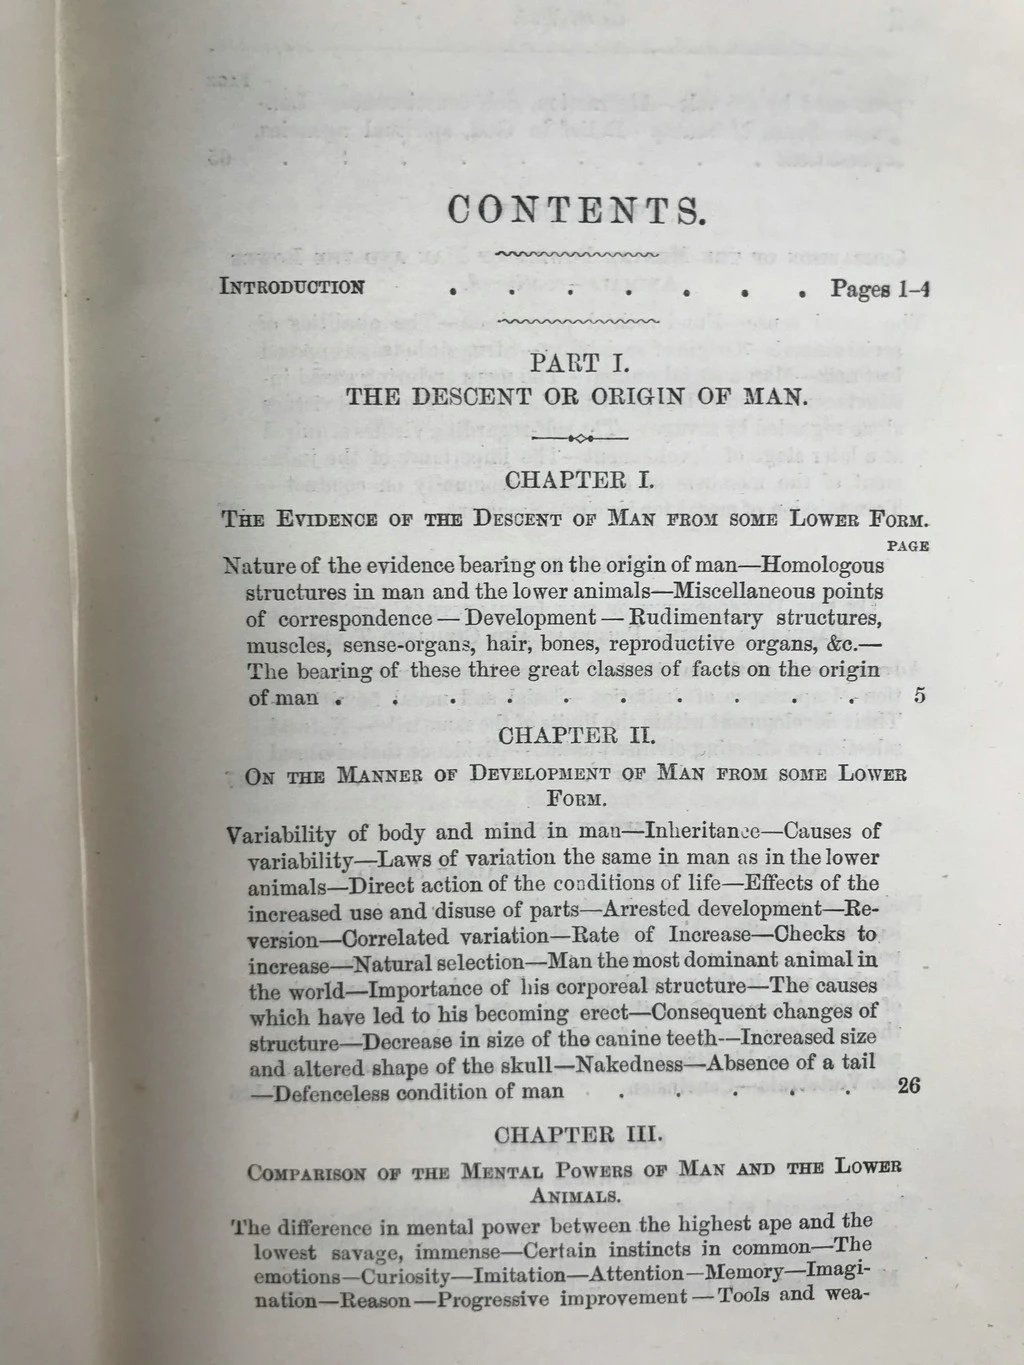 CONTENTS.
INTRODUCTION . . . . . . . Pages 1-4
PART I.
THE DESCENT OR ORIGIN OF MAN.
CHAPTER I.
THE EVIDENCE OF THE DESCENT OF MAN FROM SOME LOWER FORM.
PAGE
Nature of the evidence bearing on the origin of man—Homologous
structures in man and the lower animals—Miscellaneous points
of correspondence — Development — Rudimentary structures,
muscles, sense-organs, hair, bones, reproductive organs, &c.—
The bearing of these three great classes of facts on the origin
of man . . . . . . . . . . 5
CHAPTER II.
ON THE MANNER OF DEVELOPMENT OF MAN FROM SOME LOWER
FORM.
Variability of body and mind in man—Inheritance—Causes of
variability—Laws of variation the same in man as in the lower
animals—Direct action of the conditions of life—Effects of the
increased use and disuse of parts—Arrested development—Re-
version—Correlated variation—Rate of Increase—Checks to
increase—Natural selection—Man the most dominant animal in
the world—Importance of his corporeal structure—The causes
which have led to his becoming erect—Consequent changes of
structure—Decrease in size of the canine teeth—Increased size
and altered shape of the skull—Nakedness—Absence of a tail
—Defenceless condition of man . . . . . 26
CHAPTER III.
COMPARISON OF THE MENTAL POWERS OF MAN AND THE LOWER
ANIMALS.
The difference in mental power between the highest ape and the
lowest savage, immense—Certain instincts in common—The
emotions—Curiosity—Imitation—Attention—Memory—Imagi-
nation—Reason—Progressive improvement — Tools and wea-